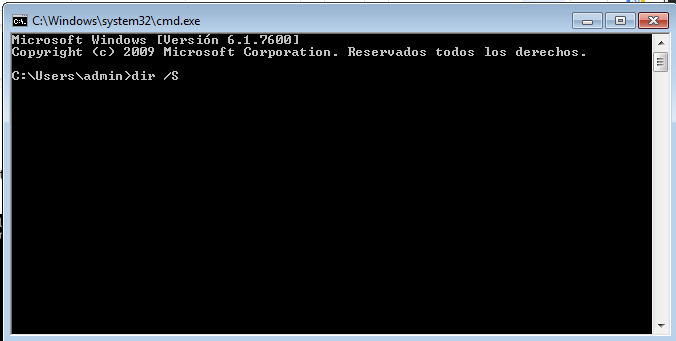 C:\Windows\system32\cmd.exe
Microsoft Windows [Versión 6.1.7600]
Copyright (c) 2009 Microsoft Corporation. Reservados todos los derechos.
C:\Users\admin>dir /S